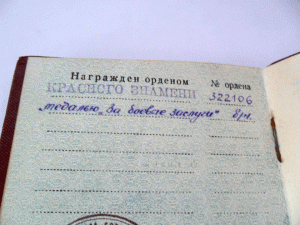 Награжден орденом № ордена
КРАСНОГО ЗНАМЕНИ 322106
медалью „За боевые заслуги“ б/н.